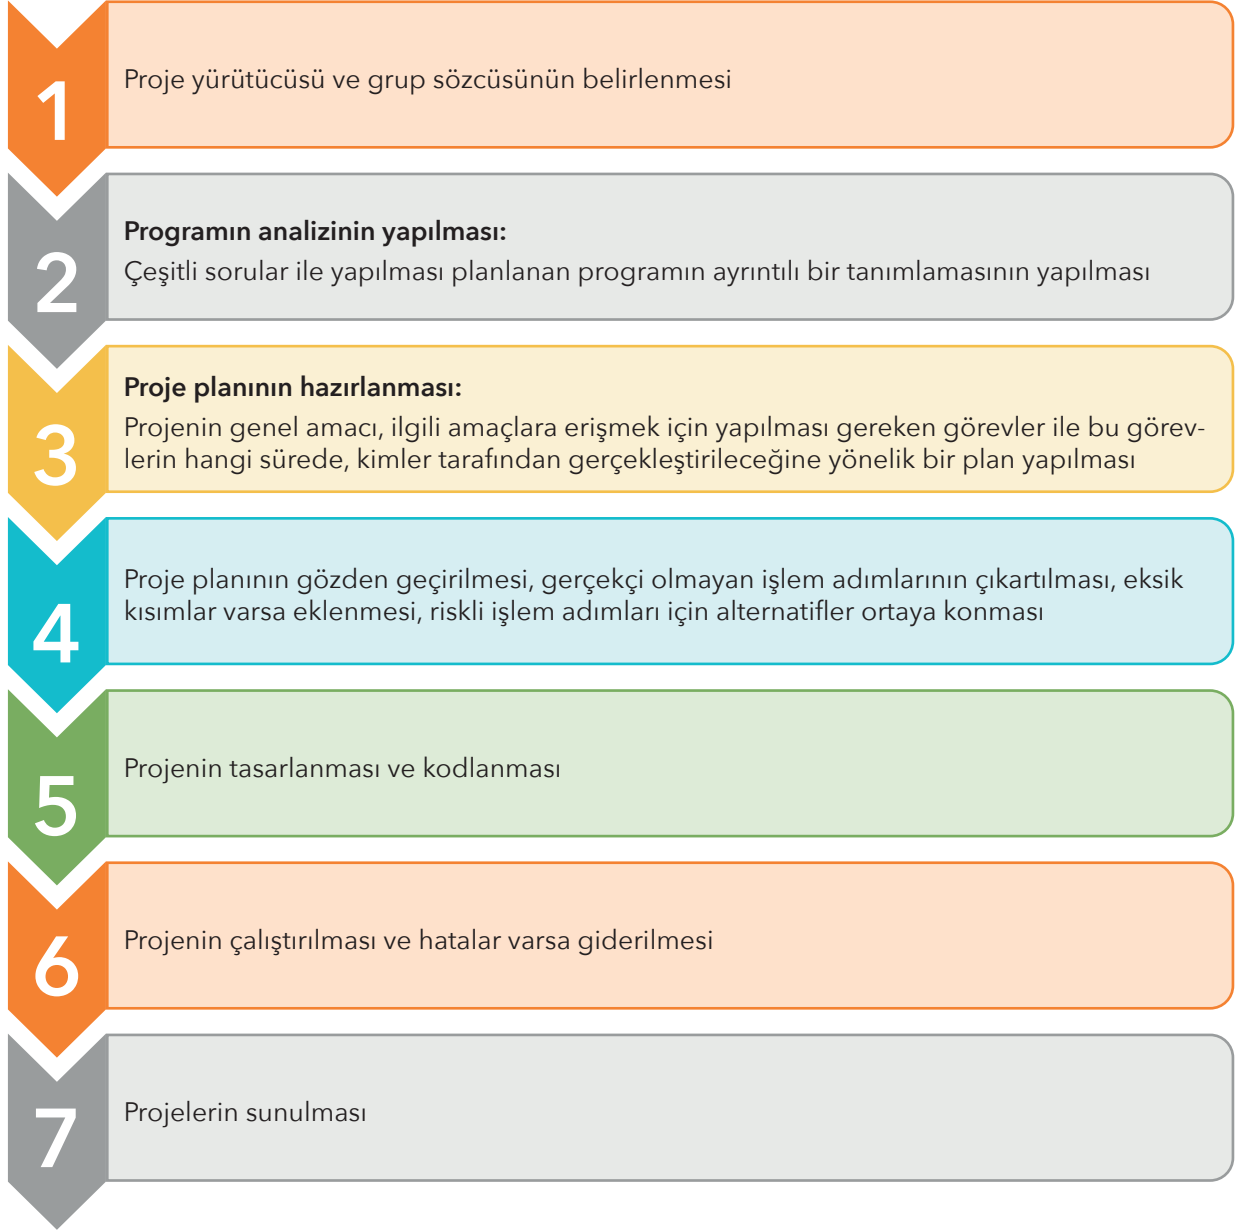 1
Proje yürütücüsü ve grup sözcüsünün belirlenmesi
2
Programın analizinin yapılması:
Çeşitli sorular ile yapılması planlanan programın ayrıntılı bir tanımlamasının yapılması
3
Proje planının hazırlanması:
Projenin genel amacı, ilgili amaçlara erişmek için yapılması gereken görevler ile bu görev-
lerin hangi sürede, kimler tarafından gerçekleştirileceğine yönelik bir plan yapılması
4
Proje planının gözden geçirilmesi, gerçekçi olmayan işlem adımlarının çıkartılması, eksik
kısımlar varsa eklenmesi, riskli işlem adımları için alternatifler ortaya konması
5
Projenin tasarlanması ve kodlanması
6
Projenin çalıştırılması ve hatalar varsa giderilmesi
7
Projelerin sunulması